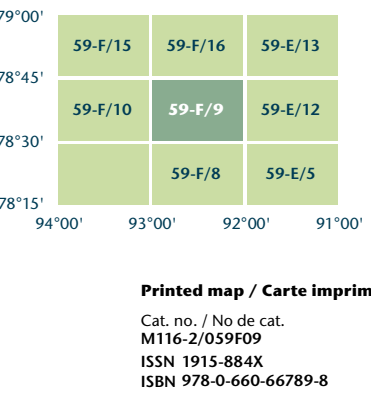 79°00'
59-F/15 59-F/16 59-E/13
78°45'
59-F/10 59-F/9 59-E/12
78°30'
59-F/8 59-E/5
78°15'
94°00' 93°00' 92°00' 91°00'
Printed map / Carte imprim
Cat. no. / No de cat.
M116-2/059F09
ISSN 1915-884X
ISBN 978-0-660-66789-8